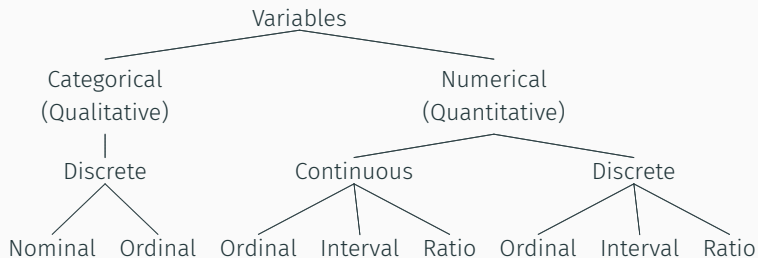 Variables
Categorical
(Qualitative)
Numerical
(Quantitative)
Discrete
Continuous
Discrete
Nominal Ordinal Ordinal Interval Ratio Ordinal Interval Ratio